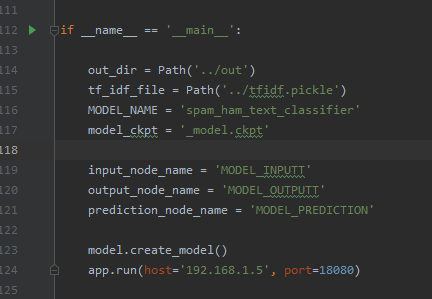 111
112 if __name__ == '__main__':
113
114 out_dir = Path('../out')
115 tf_idf_file = Path('../tfidf.pickle')
116 MODEL_NAME = 'spam_ham_text_classifier'
117 model_ckpt = '_model.ckpt'
118
119 input_node_name = 'MODEL_INPUTT'
120 output_node_name = 'MODEL_OUTPUTT'
121 prediction_node_name = 'MODEL_PREDICTION'
122
123 model.create_model()
124 app.run(host='192.168.1.5', port=18080)
125